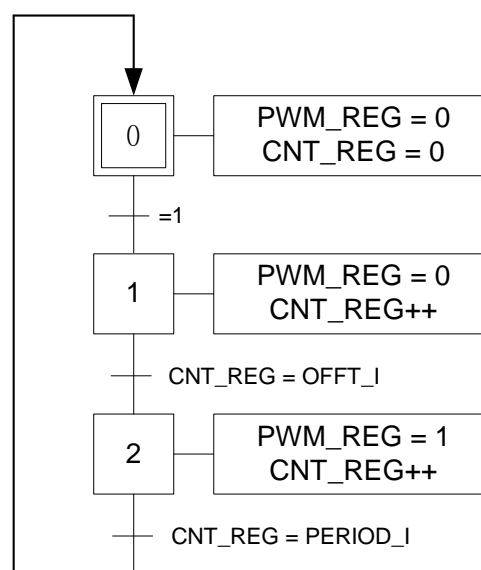 0
PWM_REG = 0
CNT_REG = 0
=1
1
PWM_REG = 0
CNT_REG++
CNT_REG = OFFT_I
2
PWM_REG = 1
CNT_REG++
CNT_REG = PERIOD_I